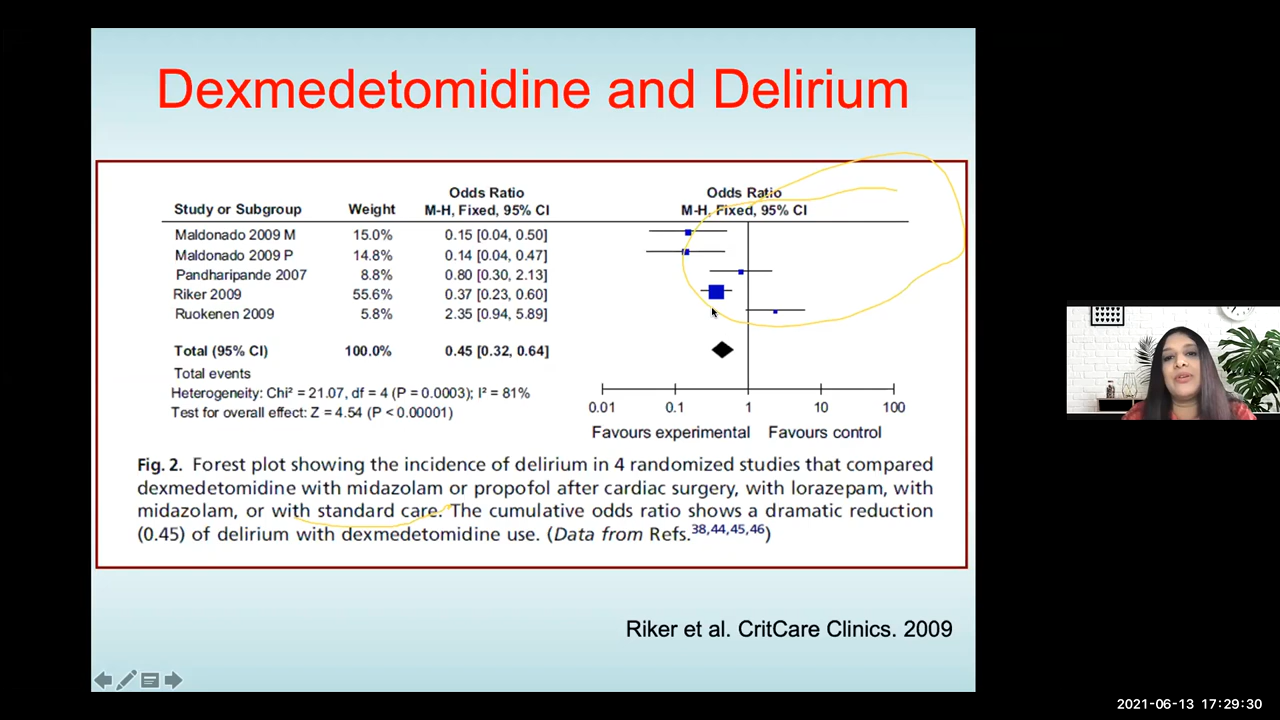 Dexmedetomidine and Delirium
Odds Ratio Odds Ratio
Study or Subgroup Weight M-H, Fixed, 95% CI M-H, Fixed, 95% CI
Maldonado 2009 M 15.0% 0.15 [0.04, 0.50]
Maldonado 2009 P 14.8% 0.14 [0.04, 0.47]
Pandharipande 2007 8.8% 0.80 [0.30, 2.13]
Riker 2009 55.6% 0.37 [0.23, 0.60]
Ruokenen 2009 5.8% 2.35 [0.94, 5.89]
Total (95% CI) 100.0% 0.45 [0.32, 0.64]
Total events
Heterogeneity: Chi² = 21.07, df = 4 (P = 0.0003); I² = 81%
Test for overall effect: Z = 4.54 (P < 0.00001)
0.01 0.1 1 10 100
Favours experimental Favours control
Fig. 2. Forest plot showing the incidence of delirium in 4 randomized studies that compared
dexmedetomidine with midazolam or propofol after cardiac surgery, with lorazepam, with
midazolam, or with standard care. The cumulative odds ratio shows a dramatic reduction
(0.45) of delirium with dexmedetomidine use. (Data from Refs.38,44,45,46)
Riker et al. CritCare Clinics. 2009
2021-06-13 17:29:30